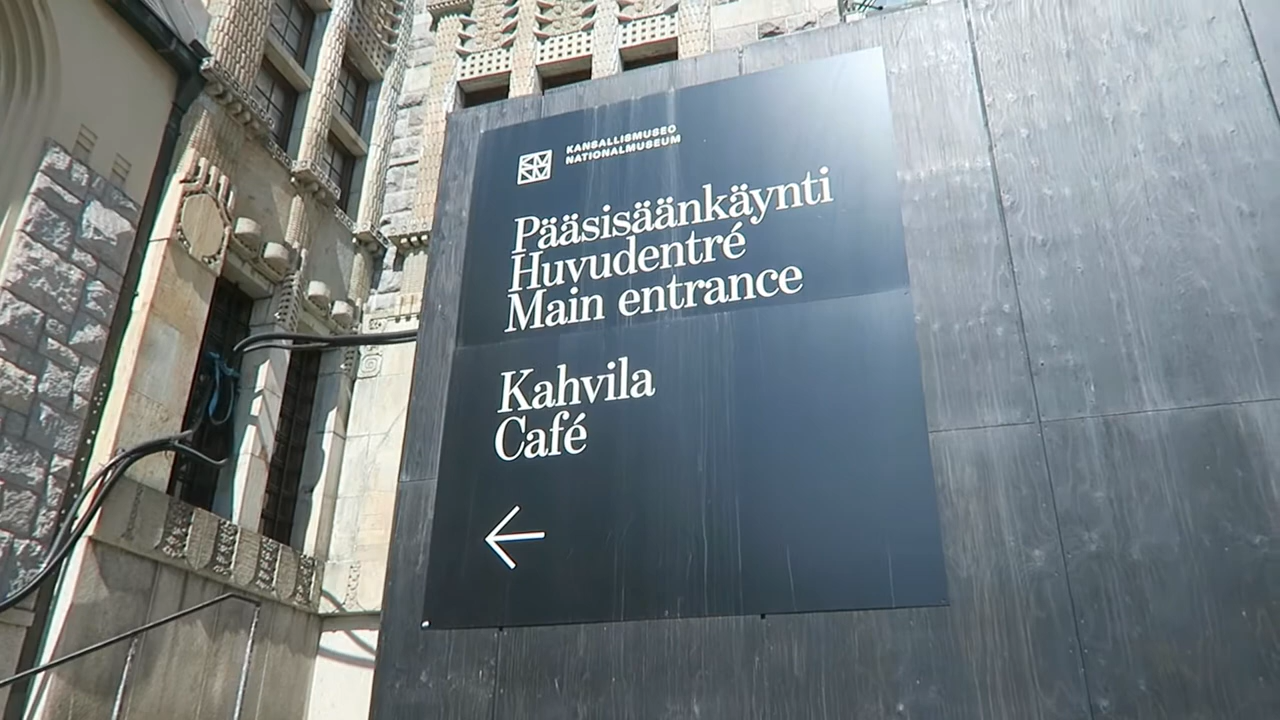 KANSALLISMUSEO
NATIONALMUSEUM
Pääsisäänkäynti
Huvudentré
Main entrance
Kahvila
Café